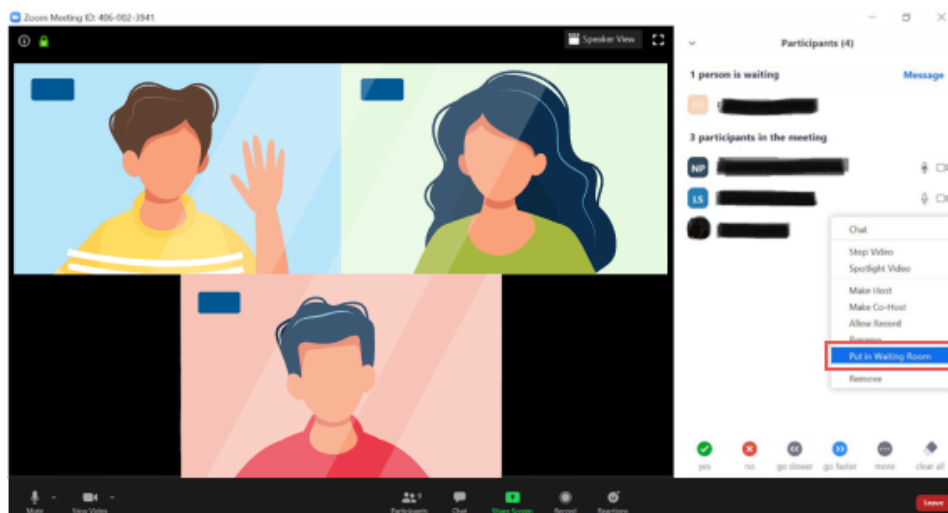 Zoom Meeting ID: 406-002-3941
Speaker View
Participants (4)
1 person is waiting
Message
3 participants in the meeting
NP
LS
Chat
Stop Video
Spotlight Video
Make Host
Make Co-Host
Allow Record
Rename
Put in Waiting Room
Remove
yes
no
go slower
go faster
more
clear all
Mute
Stop Video
Participants
Chat
Share Screen
Record
Reactions
Leave